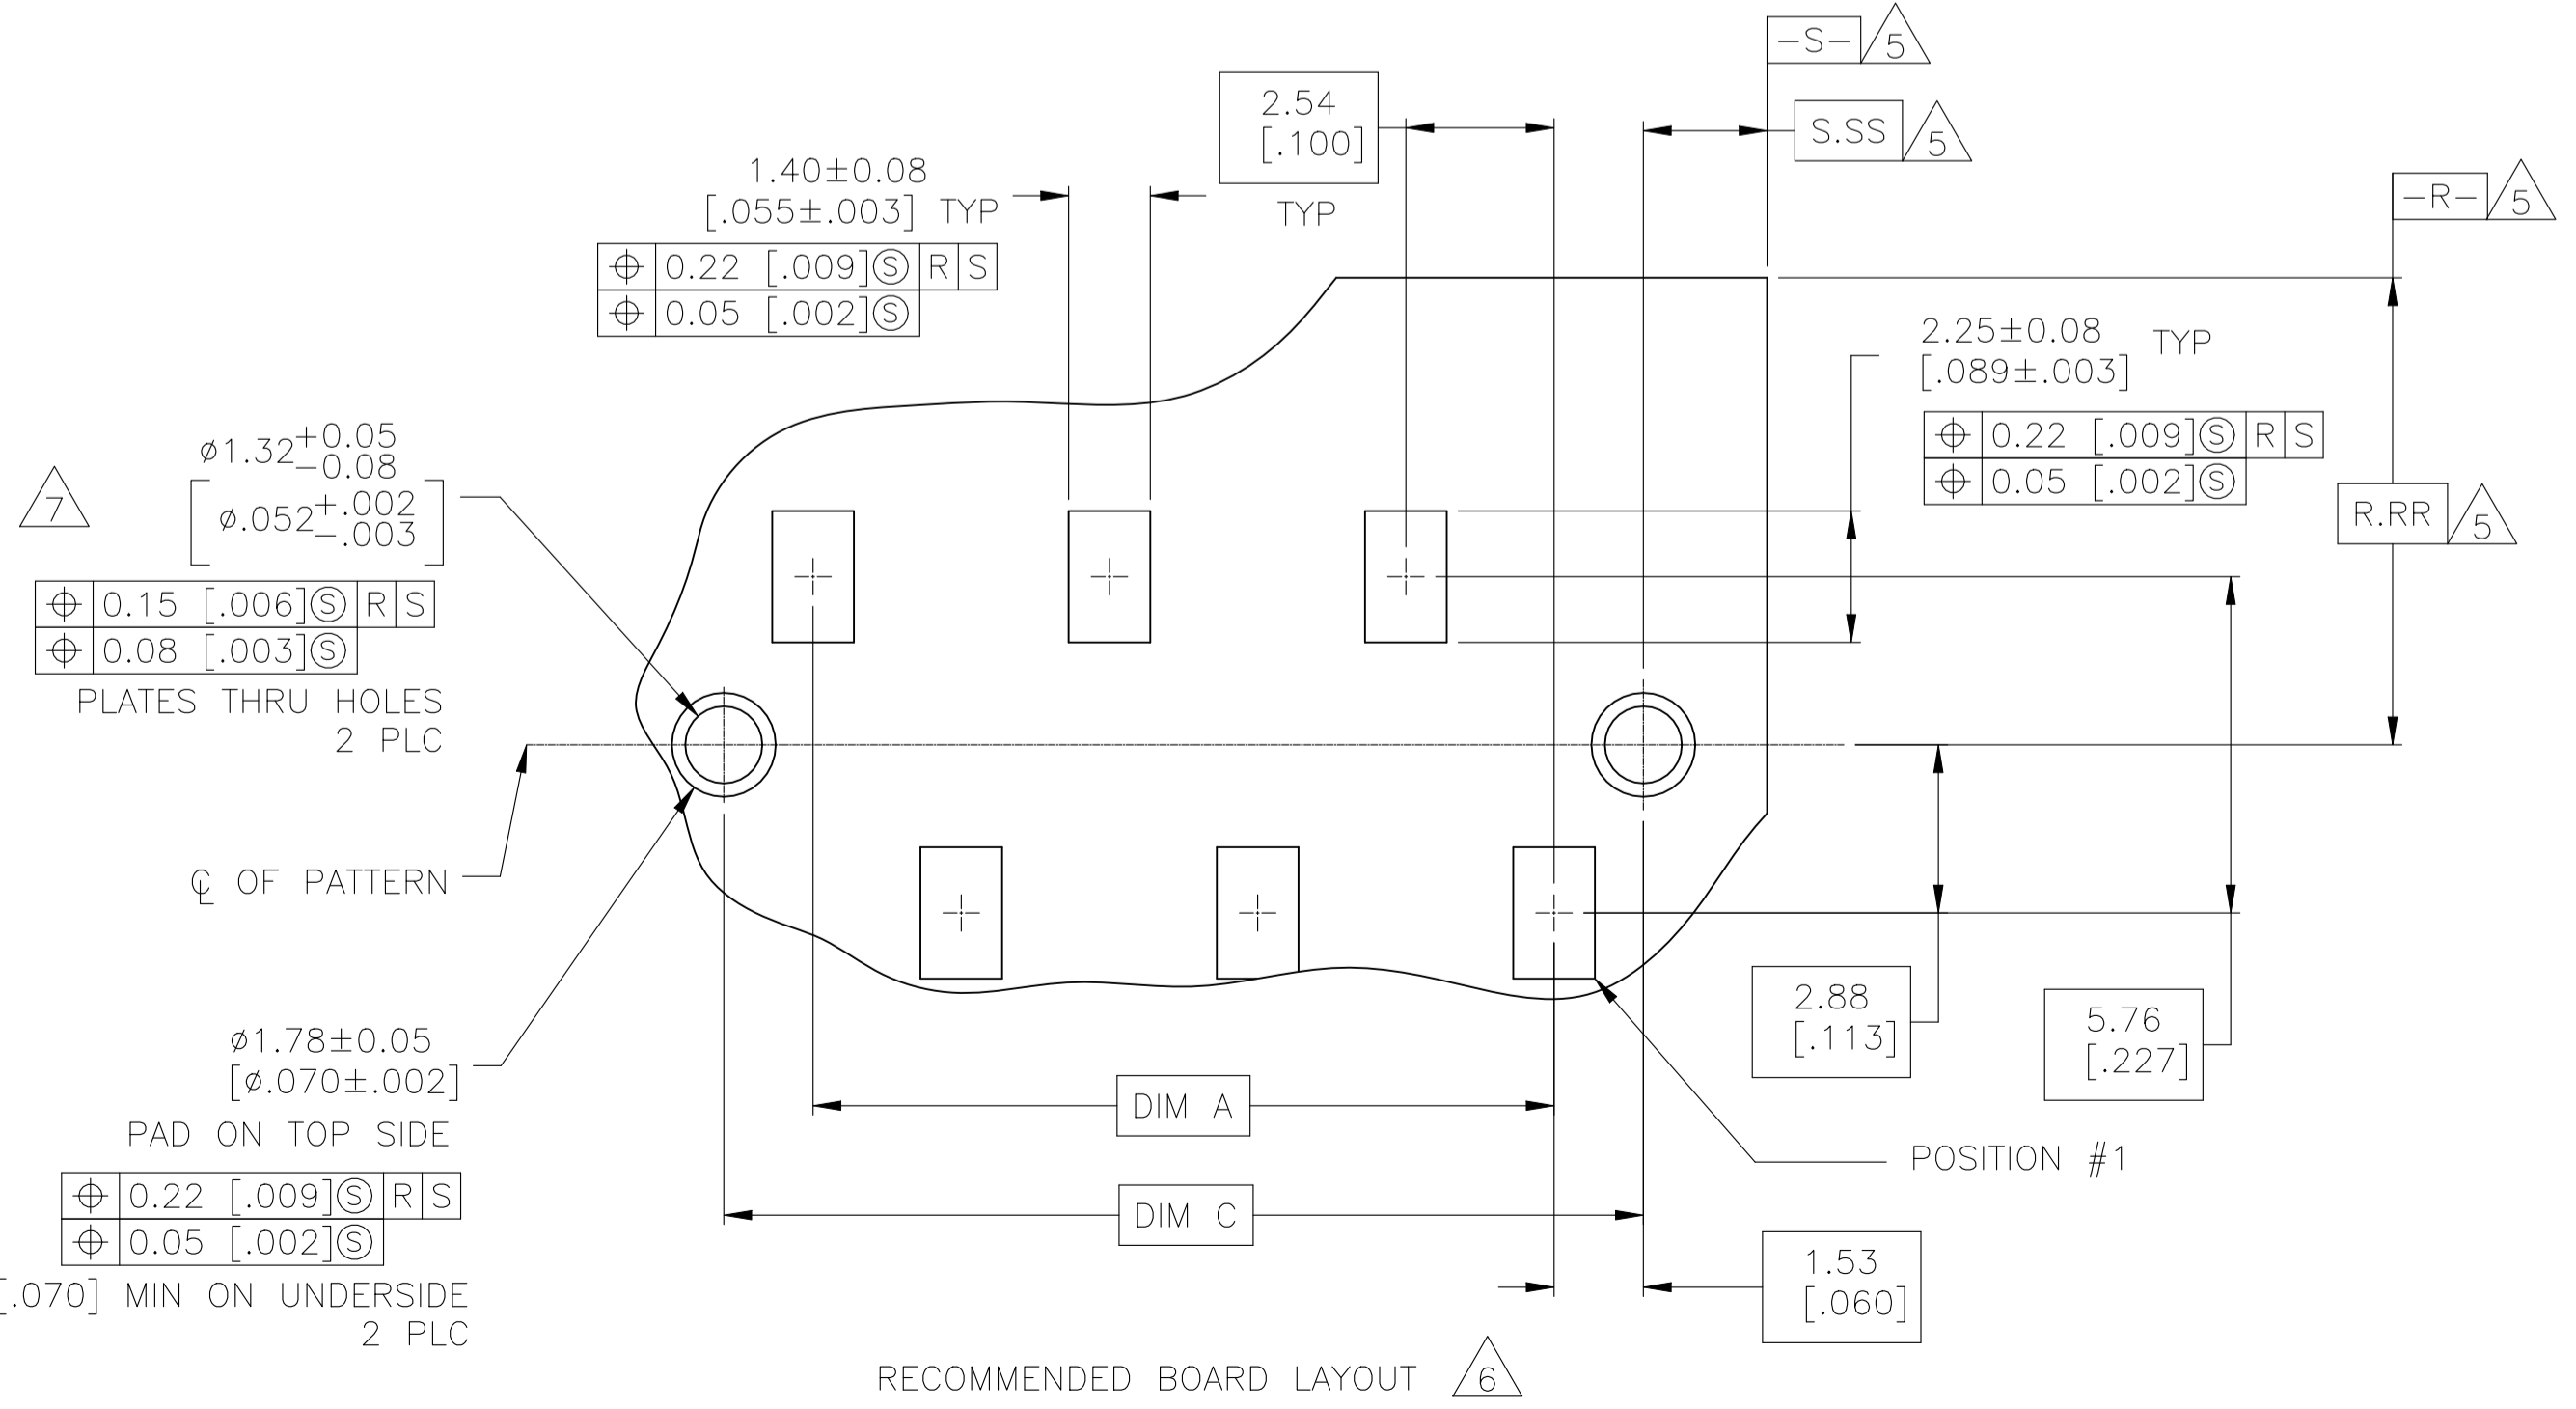 -S- 5
2.54
[.100]
TYP
S.SS 5
1.40±0.08
[.055±.003] TYP
⌖ 0.22 [.009]Ⓢ R S
⌖ 0.05 [.002]Ⓢ
-R- 5
2.25±0.08 TYP
[.089±.003]
⌖ 0.22 [.009]Ⓢ R S
⌖ 0.05 [.002]Ⓢ
R.RR 5
7
⌀1.32 +0.05 -0.08
[⌀.052 +.002 -.003]
⌖ 0.15 [.006]Ⓢ R S
⌖ 0.08 [.003]Ⓢ
PLATES THRU HOLES
2 PLC
℄ OF PATTERN
⌀1.78±0.05
[⌀.070±.002]
PAD ON TOP SIDE
⌖ 0.22 [.009]Ⓢ R S
⌖ 0.05 [.002]Ⓢ
[.070] MIN ON UNDERSIDE
2 PLC
DIM A
DIM C
2.88
[.113]
5.76
[.227]
POSITION #1
1.53
[.060]
RECOMMENDED BOARD LAYOUT 6